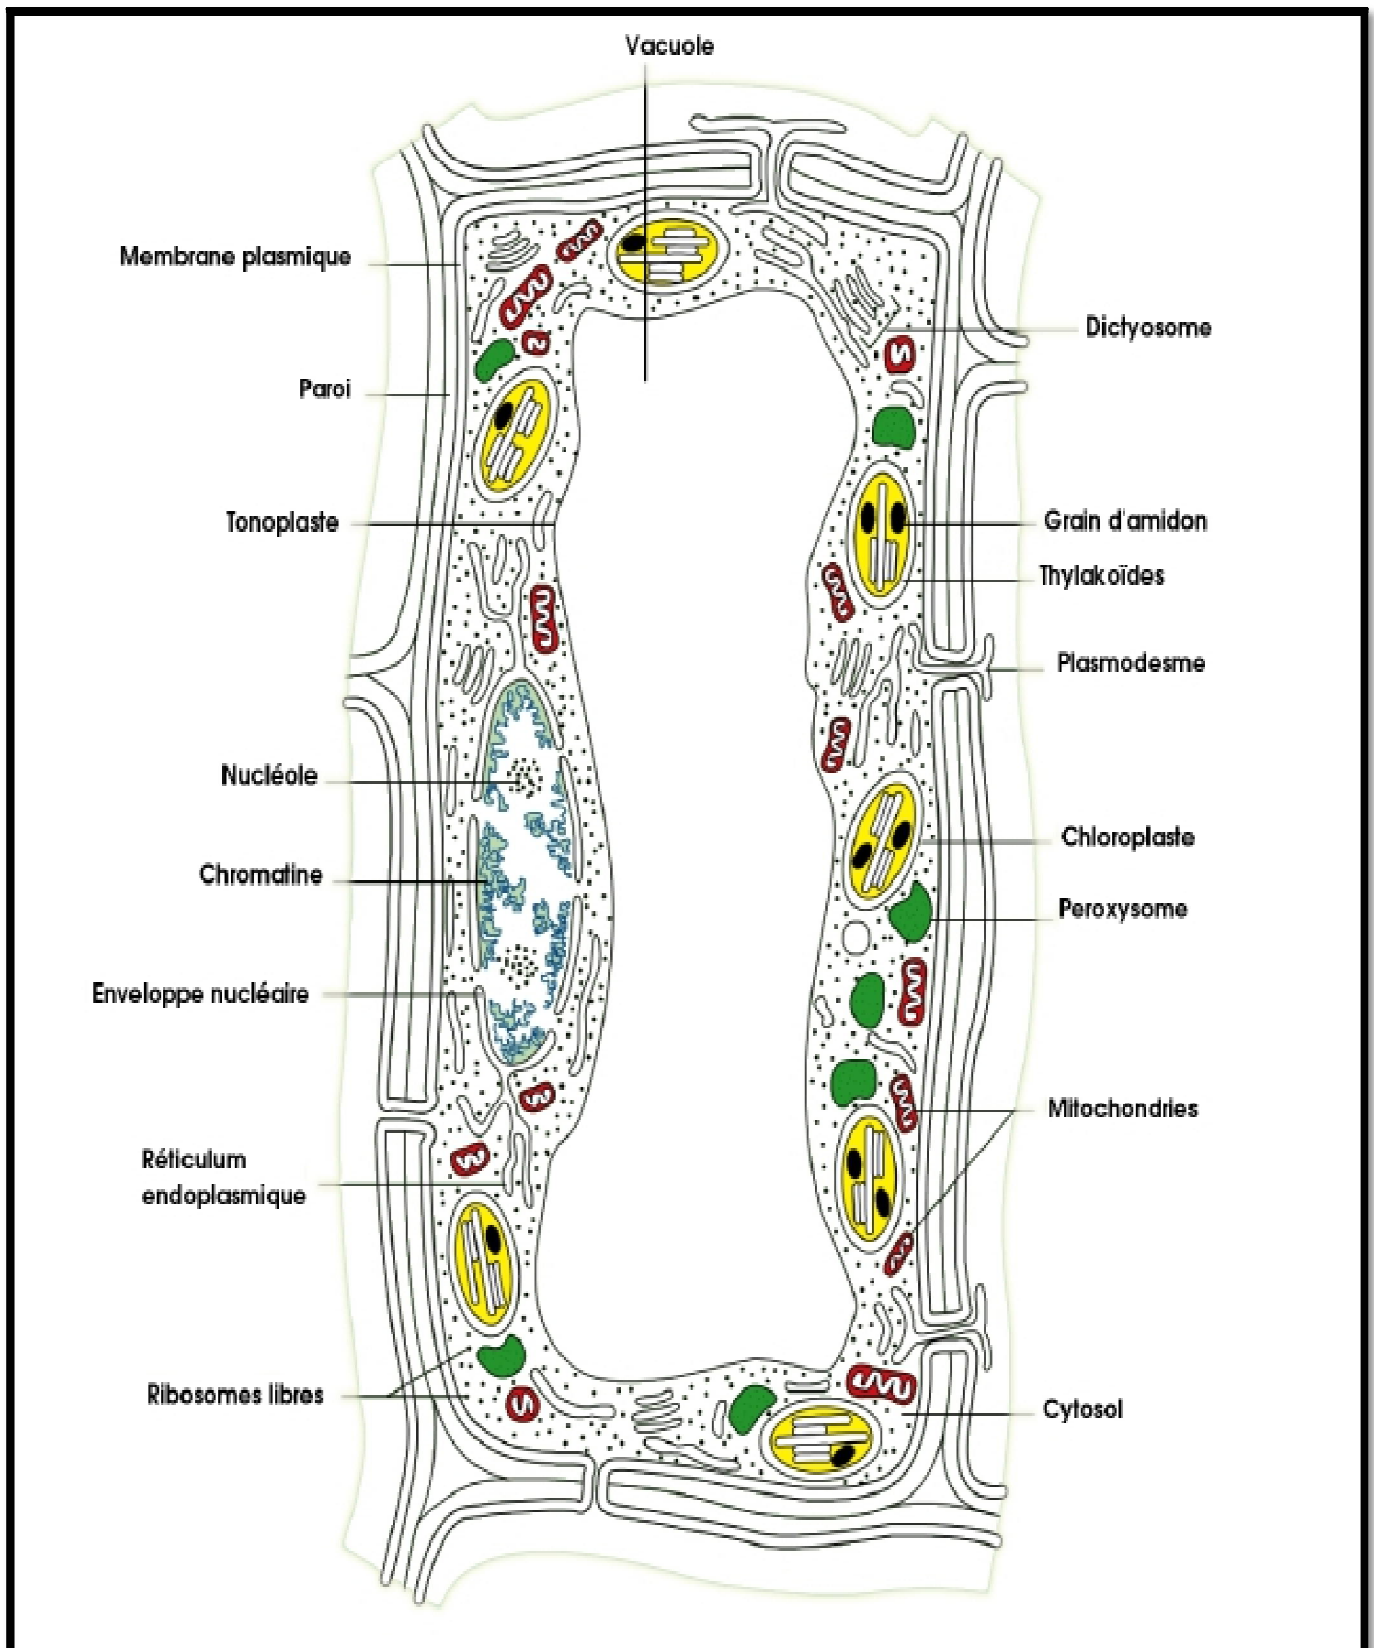 Vacuole
Membrane plasmique
Dictyosome
Paroi
Tonoplaste
Grain d'amidon
Thylakoïdes
Plasmodesme
Nucléole
Chloroplaste
Chromatine
Peroxysome
Enveloppe nucléaire
Mitochondries
Réticulum
endoplasmique
Ribosomes libres
Cytosol